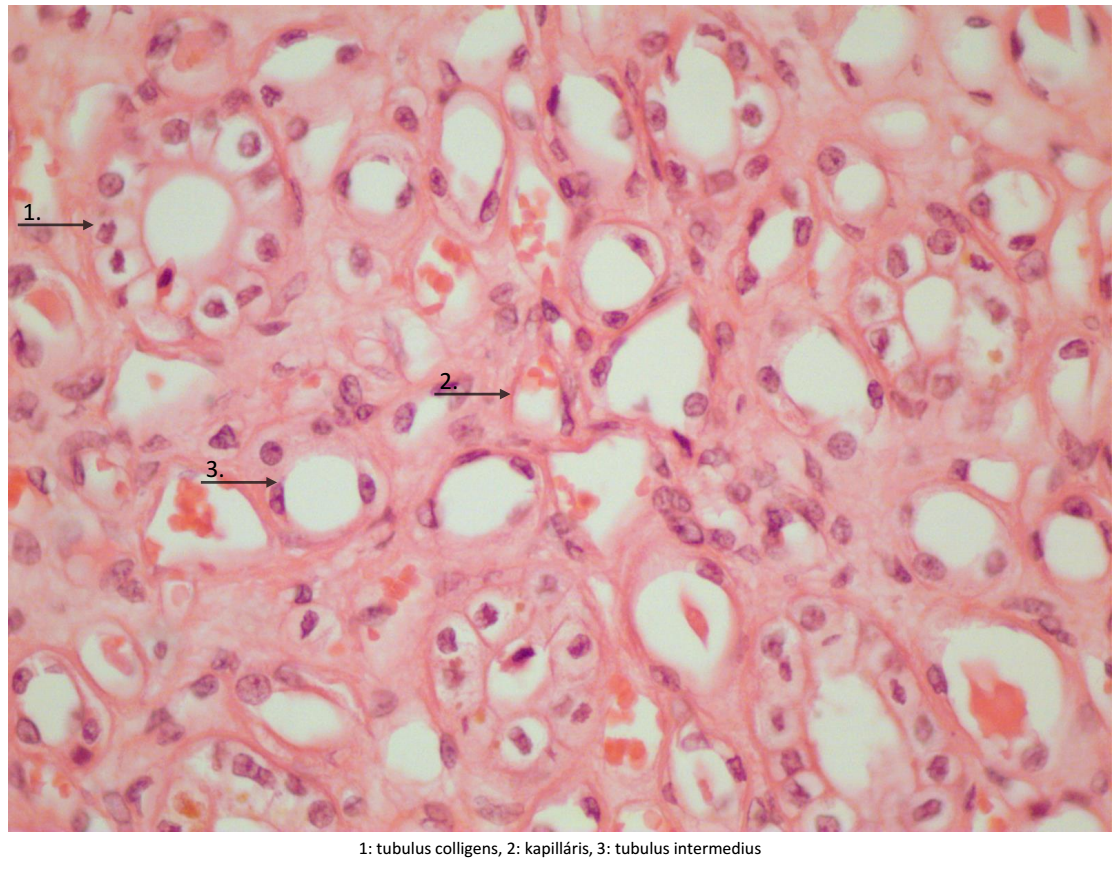 1.
2.
3.
1: tubulus colligens, 2: kapilláris, 3: tubulus intermedius